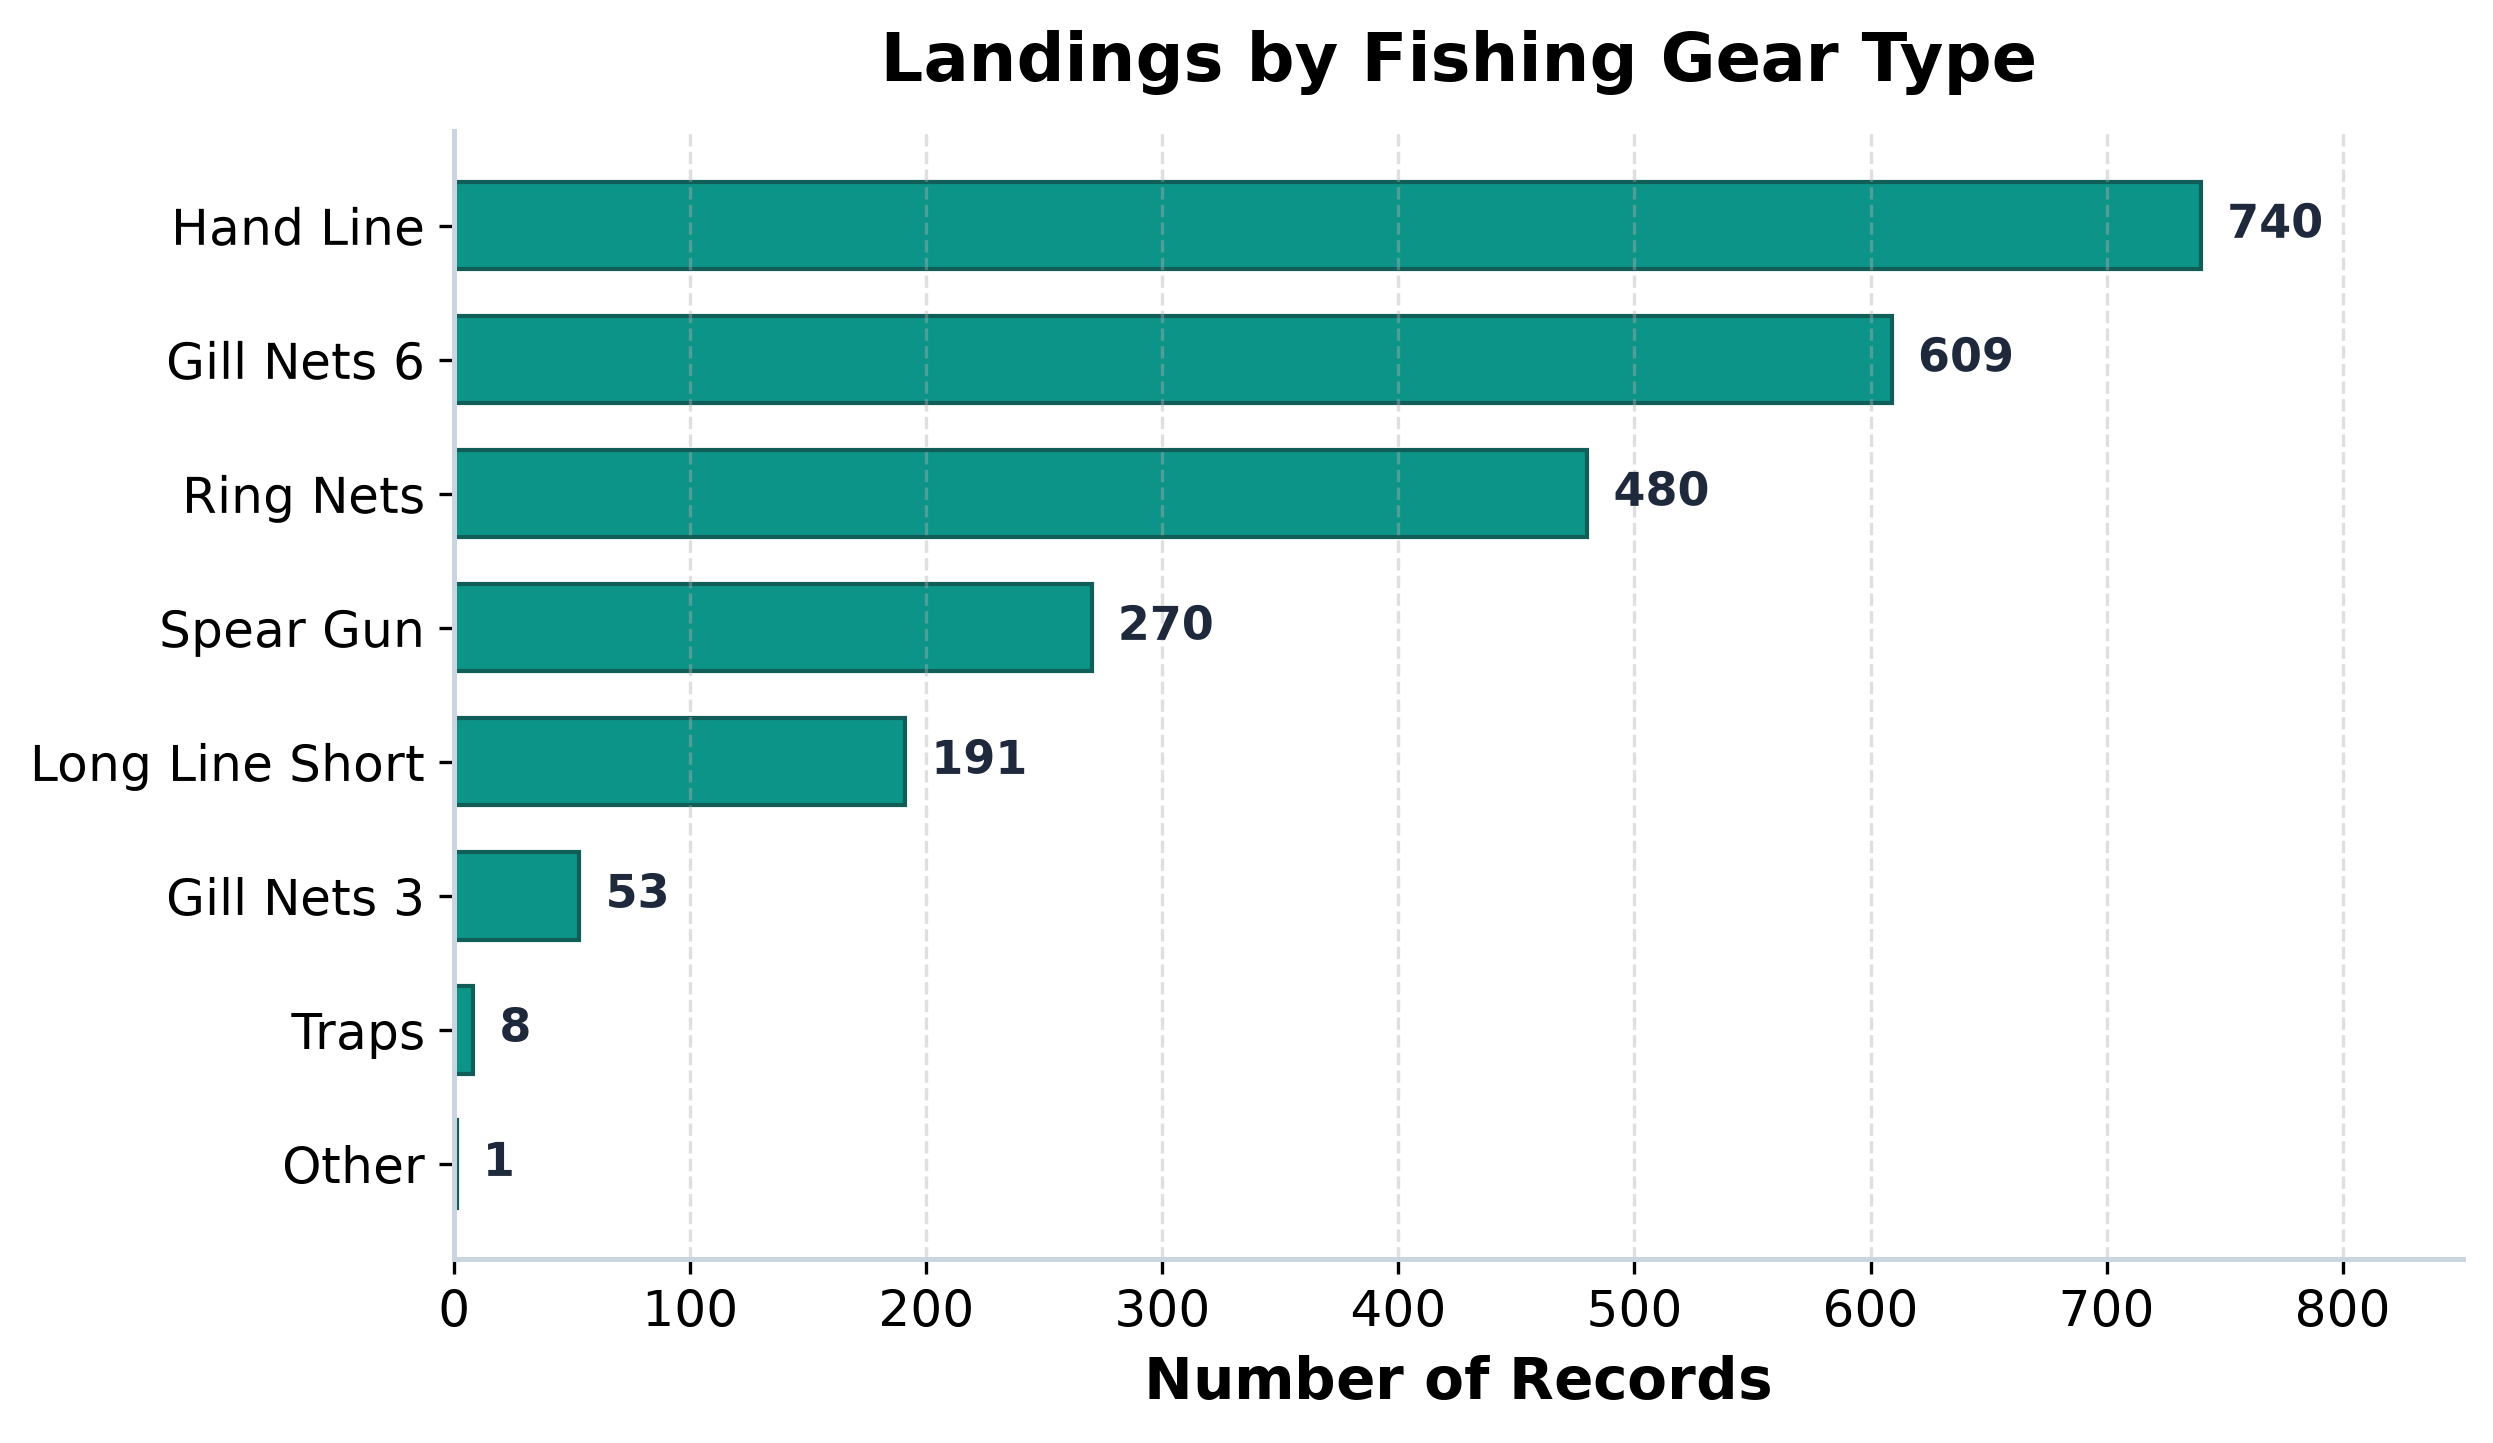 Landings by Fishing Gear Type
Hand Line 740
Gill Nets 6 609
Ring Nets 480
Spear Gun 270
Long Line Short 191
Gill Nets 3 53
Traps 8
Other 1
0 100 200 300 400 500 600 700 800
Number of Records